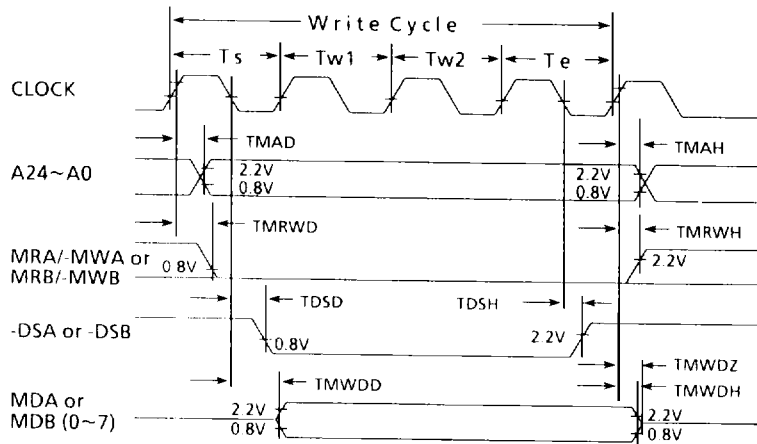 Write Cycle
Ts Tw1 Tw2 Te
CLOCK
TMAD TMAH
A24~A0 2.2V 2.2V
0.8V 0.8V
TMRWD TMRWH
MRA/-MWA or 0.8V 2.2V
MRB/-MWB
TDSD TDSH
-DSA or -DSB 0.8V 2.2V
TMWDZ
TMWDD TMWDH
MDA or 2.2V 2.2V
MDB (0~7) 0.8V 0.8V